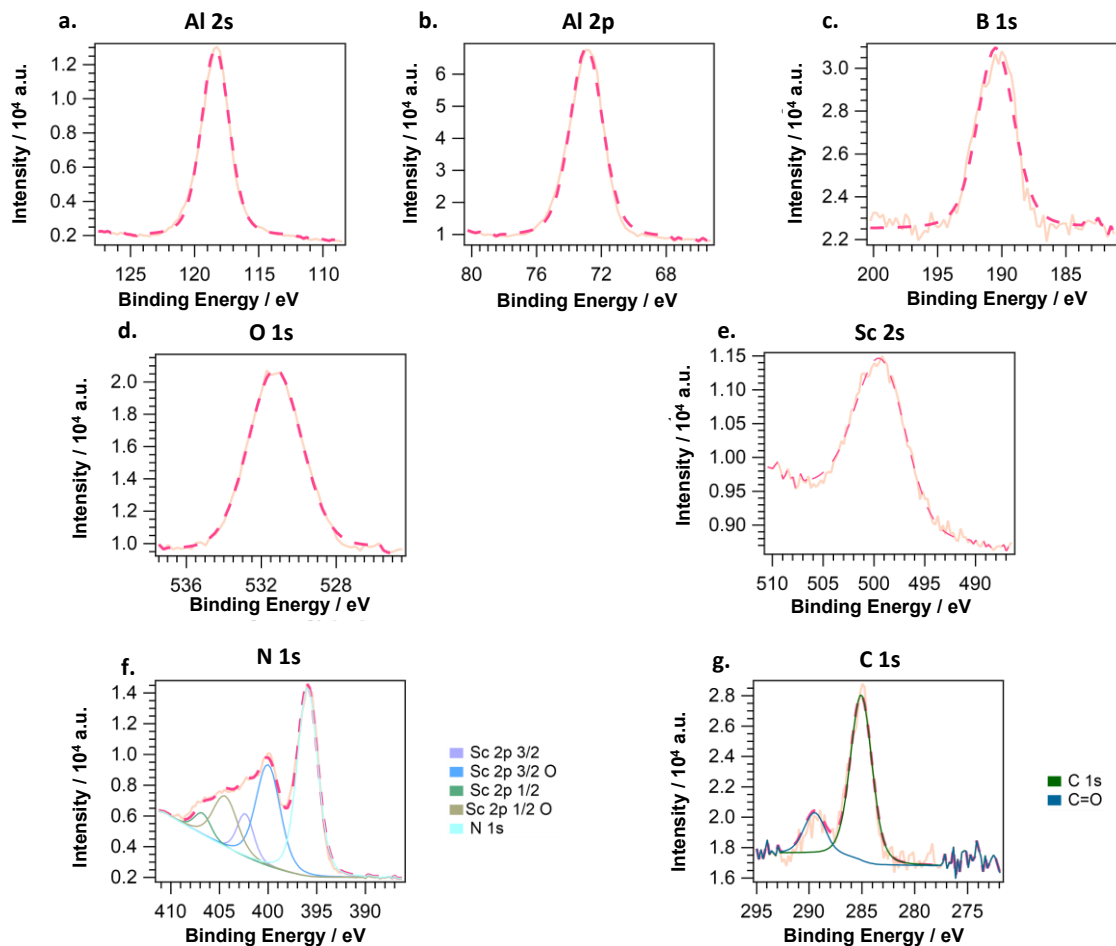 a. Al 2s
Intensity / 10⁴ a.u.
1.2
1.0
0.8
0.6
0.4
0.2
125 120 115 110
Binding Energy / eV
b. Al 2p
Intensity / 10⁴ a.u.
6
5
4
3
2
1
80 76 72 68
Binding Energy / eV
c. B 1s
Intensity / 10⁴ a.u.
3.0
2.8
2.6
2.4
2.2
200 195 190 185
Binding Energy / eV
d. O 1s
Intensity / 10⁴ a.u.
2.0
1.8
1.6
1.4
1.2
1.0
536 532 528
Binding Energy / eV
e. Sc 2s
Intensity / 10⁴ a.u.
1.15
1.10
1.05
1.00
0.95
0.90
510 505 500 495 490
Binding Energy / eV
f. N 1s
Intensity / 10⁴ a.u.
1.4
1.2
1.0
0.8
0.6
0.4
0.2
410 405 400 395 390
Binding Energy / eV
Sc 2p 3/2
Sc 2p 3/2 O
Sc 2p 1/2
Sc 2p 1/2 O
N 1s
g. C 1s
Intensity / 10⁴ a.u.
2.8
2.6
2.4
2.2
2.0
1.8
1.6
295 290 285 280 275
Binding Energy / eV
C 1s
C=O